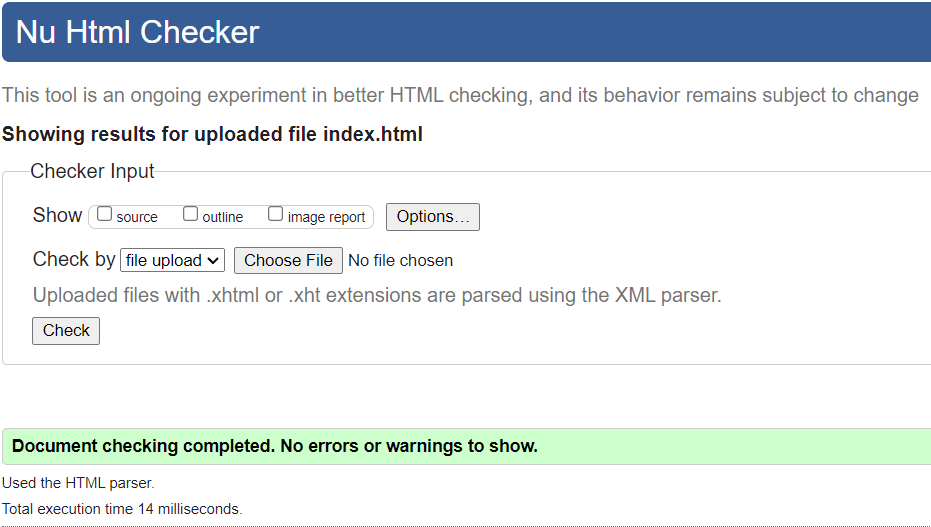 Nu Html Checker
This tool is an ongoing experiment in better HTML checking, and its behavior remains subject to change
Showing results for uploaded file index.html
Checker Input
Show source outline image report Options...
Check by file upload Choose File No file chosen
Uploaded files with .xhtml or .xht extensions are parsed using the XML parser.
Check
Document checking completed. No errors or warnings to show.
Used the HTML parser.
Total execution time 14 milliseconds.